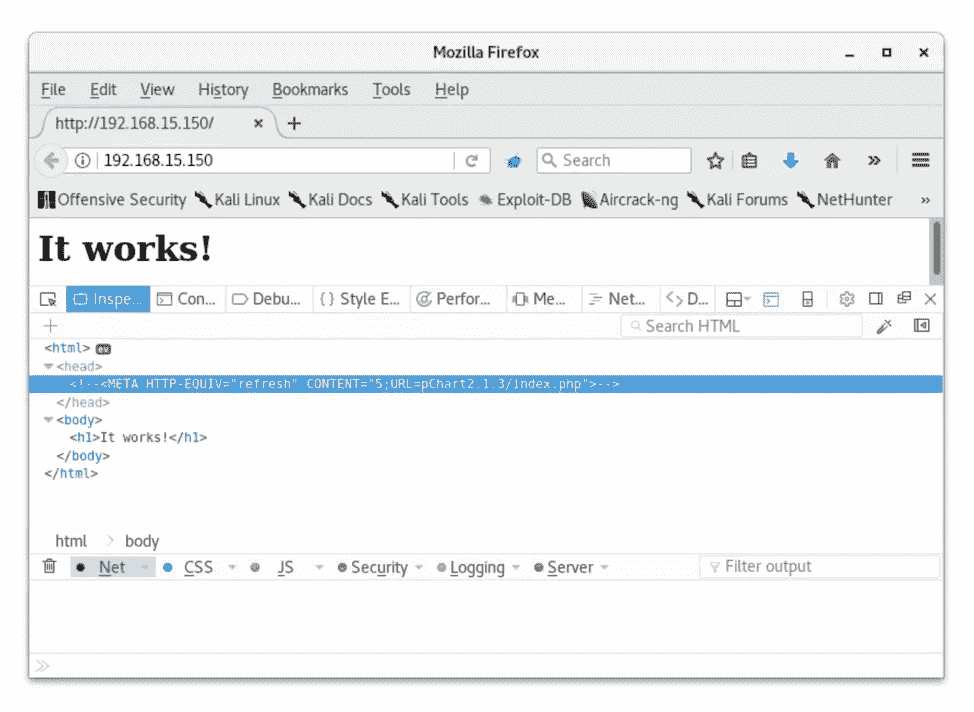 Mozilla Firefox
File Edit View History Bookmarks Tools Help
http://192.168.15.150/
192.168.15.150 Search
Offensive Security Kali Linux Kali Docs Kali Tools Exploit-DB Aircrack-ng Kali Forums NetHunter »
It works!
Inspe... Con... Debu... { } Style E... Perfor... Me... Net... <> D...
+ Search HTML
<html> ev
<head>
<!--<META HTTP-EQUIV="refresh" CONTENT="5;URL=pChart2.1.3/index.php">-->
</head>
<body>
<h1>It works!</h1>
</body>
</html>
html > body
Net CSS JS Security Logging Server Filter output
»